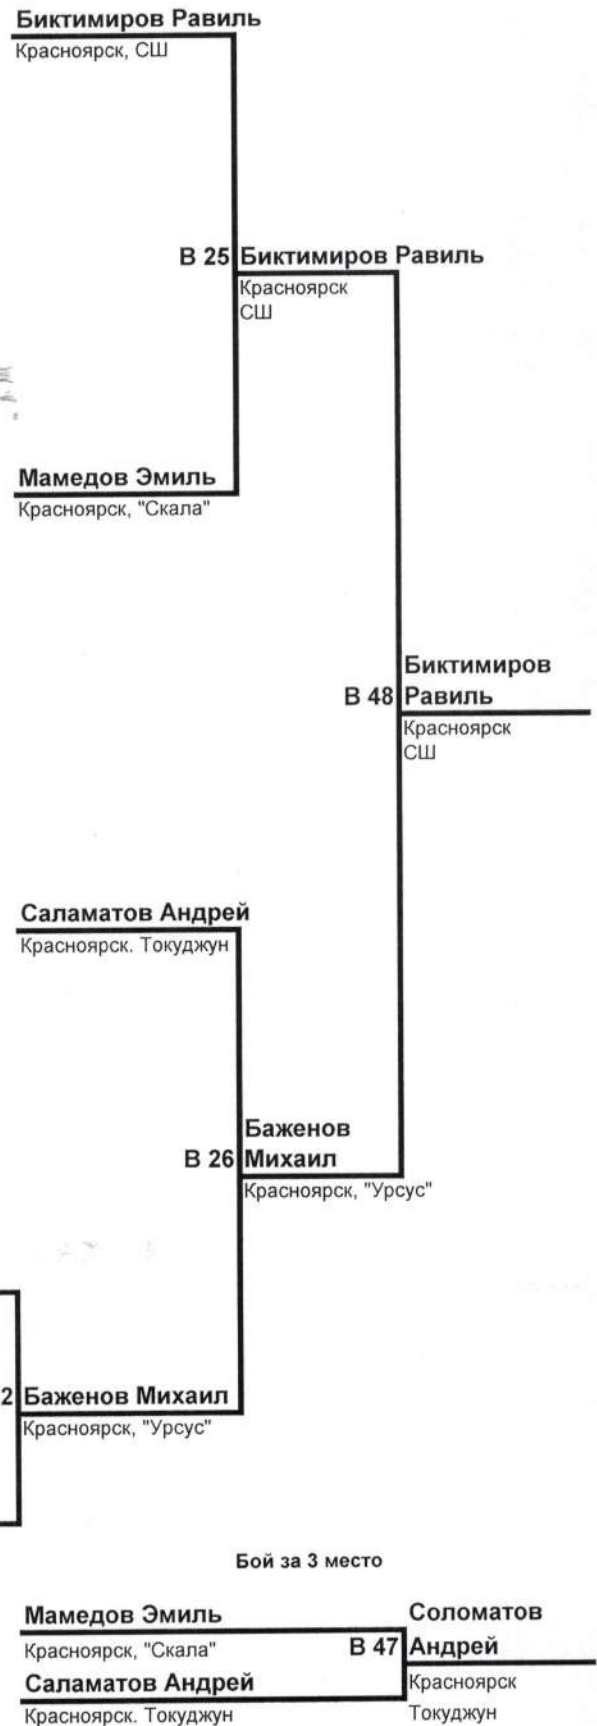 Биктимиров Равиль
Красноярск, СШ
В 25 Биктимиров Равиль
Красноярск
СШ
Мамедов Эмиль
Красноярск, "Скала"
Биктимиров
В 48 Равиль
Красноярск
СШ
Саламатов Андрей
Красноярск. Токуджун
Баженов
В 26 Михаил
Красноярск, "Урсус"
2 Баженов Михаил
Красноярск, "Урсус"
Бой за 3 место
Мамедов Эмиль
Соломатов
Красноярск, "Скала"
В 47 Андрей
Саламатов Андрей
Красноярск
Красноярск. Токуджун
Токуджун